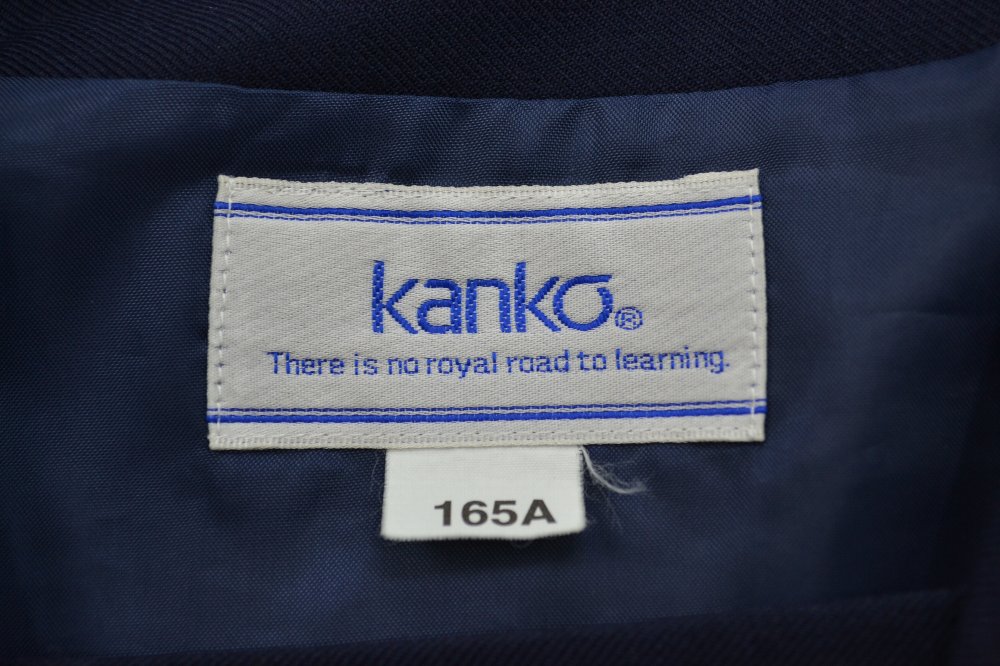 kanko®
There is no royal road to learning.
165A